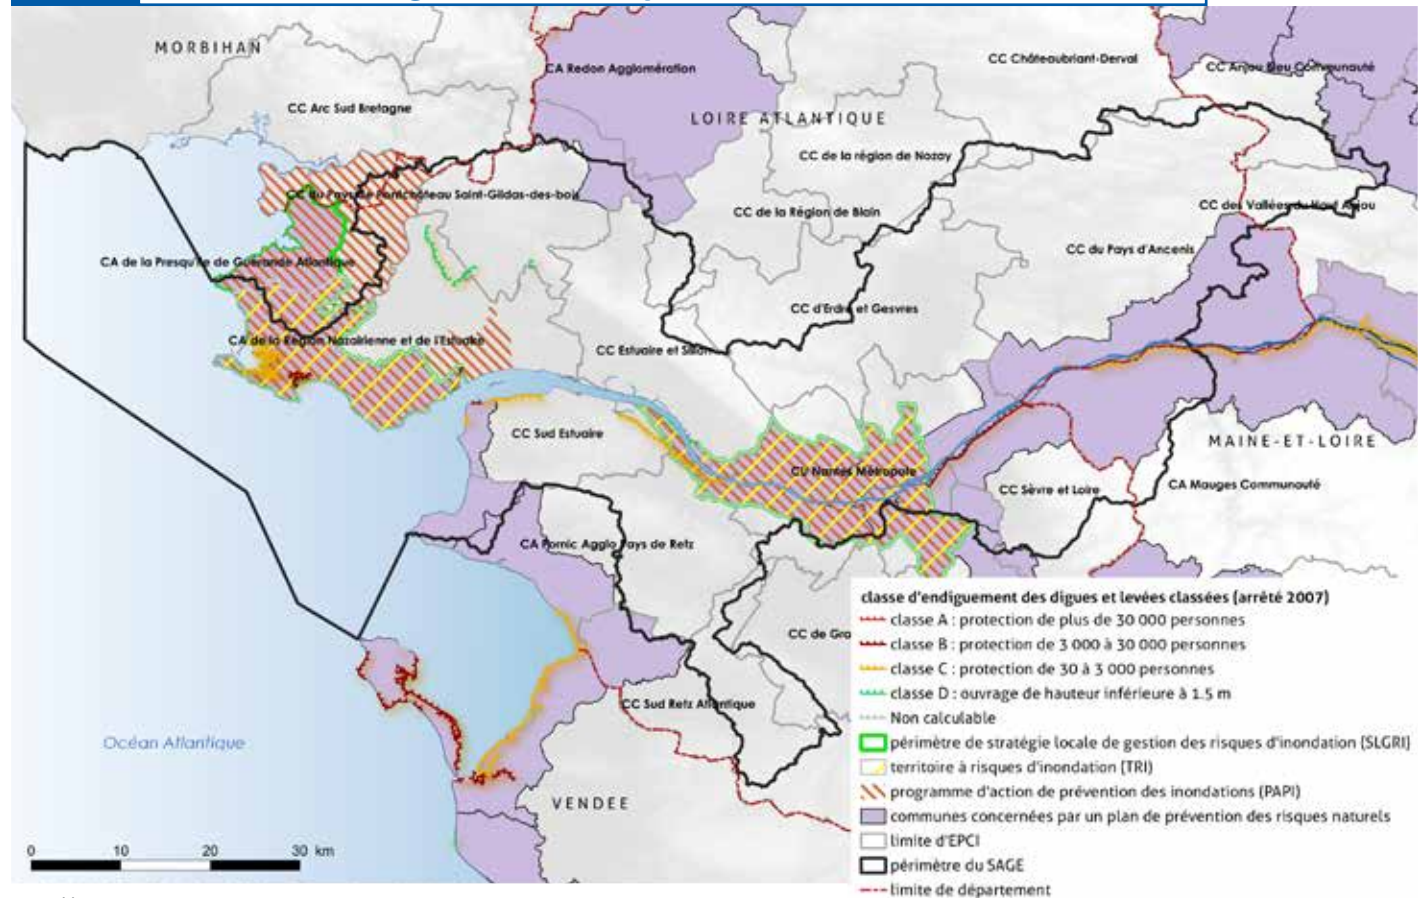 MORBIHAN
CA Redon Agglomération
CC Châteaubriant-Derval
CC Anjou Bleu Communauté
CC Arc Sud Bretagne
LOIRE ATLANTIQUE
CC de la région de Nozay
CC du Pays de Pontchâteau Saint-Gildas-des-bois
CC de la Région de Blain
CC des Vallées du Haut Anjou
CC du Pays d'Ancenis
CA de la Presqu'île de Guérande Atlantique
CC d'Erdre et Gesvres
CA de la Région Nazairienne et de l'Estuaire
CC Estuaire et Sillon
CC Sud Estuaire
MAINE-ET-LOIRE
CU Nantes Métropole
CC Sèvre et Loire
CA Mauges Communauté
CA Pornic Agglo Pays de Retz
CC de Gra
CC Sud Retz Atlantique
Océan Atlantique
VENDEE
0 10 20 30 km
classe d'endiguement des digues et levées classées (arrêté 2007)
classe A : protection de plus de 30 000 personnes
classe B : protection de 3 000 à 30 000 personnes
classe C : protection de 30 à 3 000 personnes
classe D : ouvrage de hauteur inférieure à 1.5 m
Non calculable
périmètre de stratégie locale de gestion des risques d'inondation (SLGRI)
territoire à risques d'inondation (TRI)
programme d'action de prévention des inondations (PAPI)
communes concernées par un plan de prévention des risques naturels
limite d'EPCI
périmètre du SAGE
limite de département